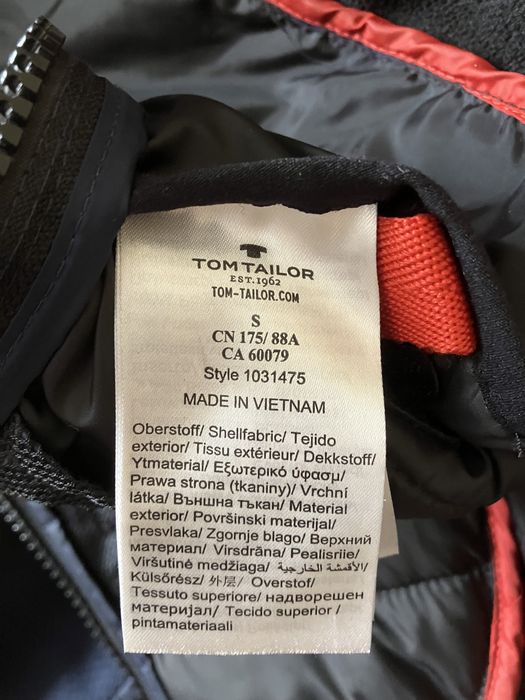 TOM TAILOR
EST.1962
TOM-TAILOR.COM
S
CN 175/ 88A
CA 60079
Style 1031475
MADE IN VIETNAM
Oberstoff/ Shellfabric/ Tejido
exterior/ Tissu extérieur/ Dekkstoff/
Ytmaterial/ Εξωτερικό ύφασμ/
Prawa strona (tkaniny)/ Vrchní
látka/ Външна тъкан/ Material
exterior/ Površinski materijal/
Presvlaka/ Zgornje blago/ Верхний
материал/ Virsdrāna/ Pealisriie/
Viršutinė medžiaga/ الأقمشة الخارجية/
Külsőrész/ 外层/ Overstof/
Tessuto superiore/ надворешен
материјал/ Tecido superior /
pintamateriaali